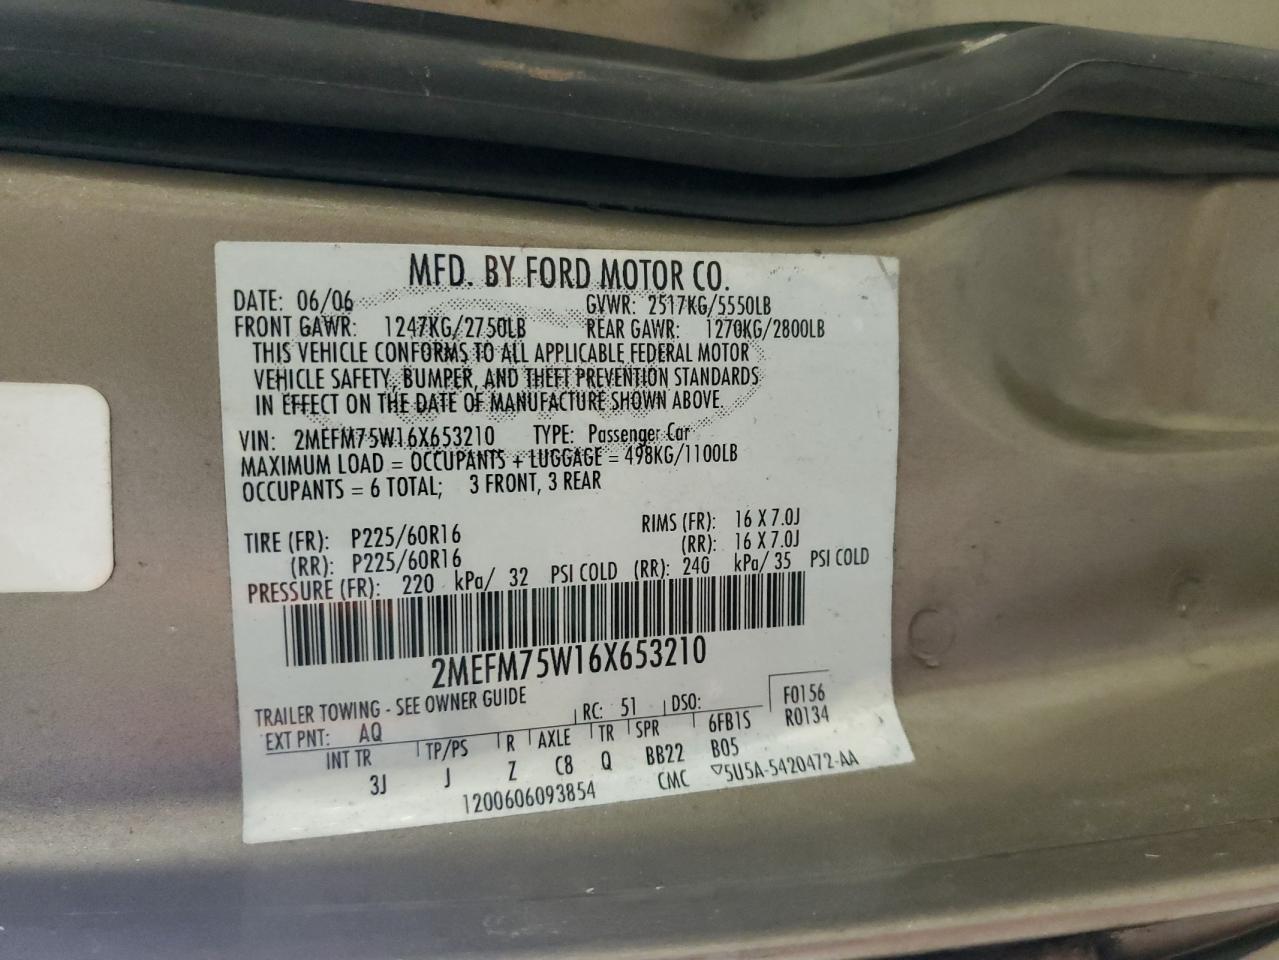 MFD. BY FORD MOTOR CO.
DATE: 06/06 GVWR: 2517KG/5550LB
FRONT GAWR: 1247KG/2750LB REAR GAWR: 1270KG/2800LB
THIS VEHICLE CONFORMS TO ALL APPLICABLE FEDERAL MOTOR
VEHICLE SAFETY, BUMPER, AND THEFT PREVENTION STANDARDS
IN EFFECT ON THE DATE OF MANUFACTURE SHOWN ABOVE.
VIN: 2MEFM75W16X653210 TYPE: Passenger Car
MAXIMUM LOAD = OCCUPANTS + LUGGAGE = 498KG/1100LB
OCCUPANTS = 6 TOTAL; 3 FRONT, 3 REAR
TIRE (FR): P225/60R16 RIMS (FR): 16 X 7.0J
(RR): P225/60R16 (RR): 16 X 7.0J
PRESSURE (FR): 220 kPa/ 32 PSI COLD (RR): 240 kPa/ 35 PSI COLD
2MEFM75W16X653210
TRAILER TOWING - SEE OWNER GUIDE RC: 51 DSO: F0156
EXT PNT: AQ R0134
INT TR TP/PS R AXLE TR SPR 6FB1S
3J J Z C8 Q BB22 B05
1200606093854 CMC ▽5U5A-5420472-AA